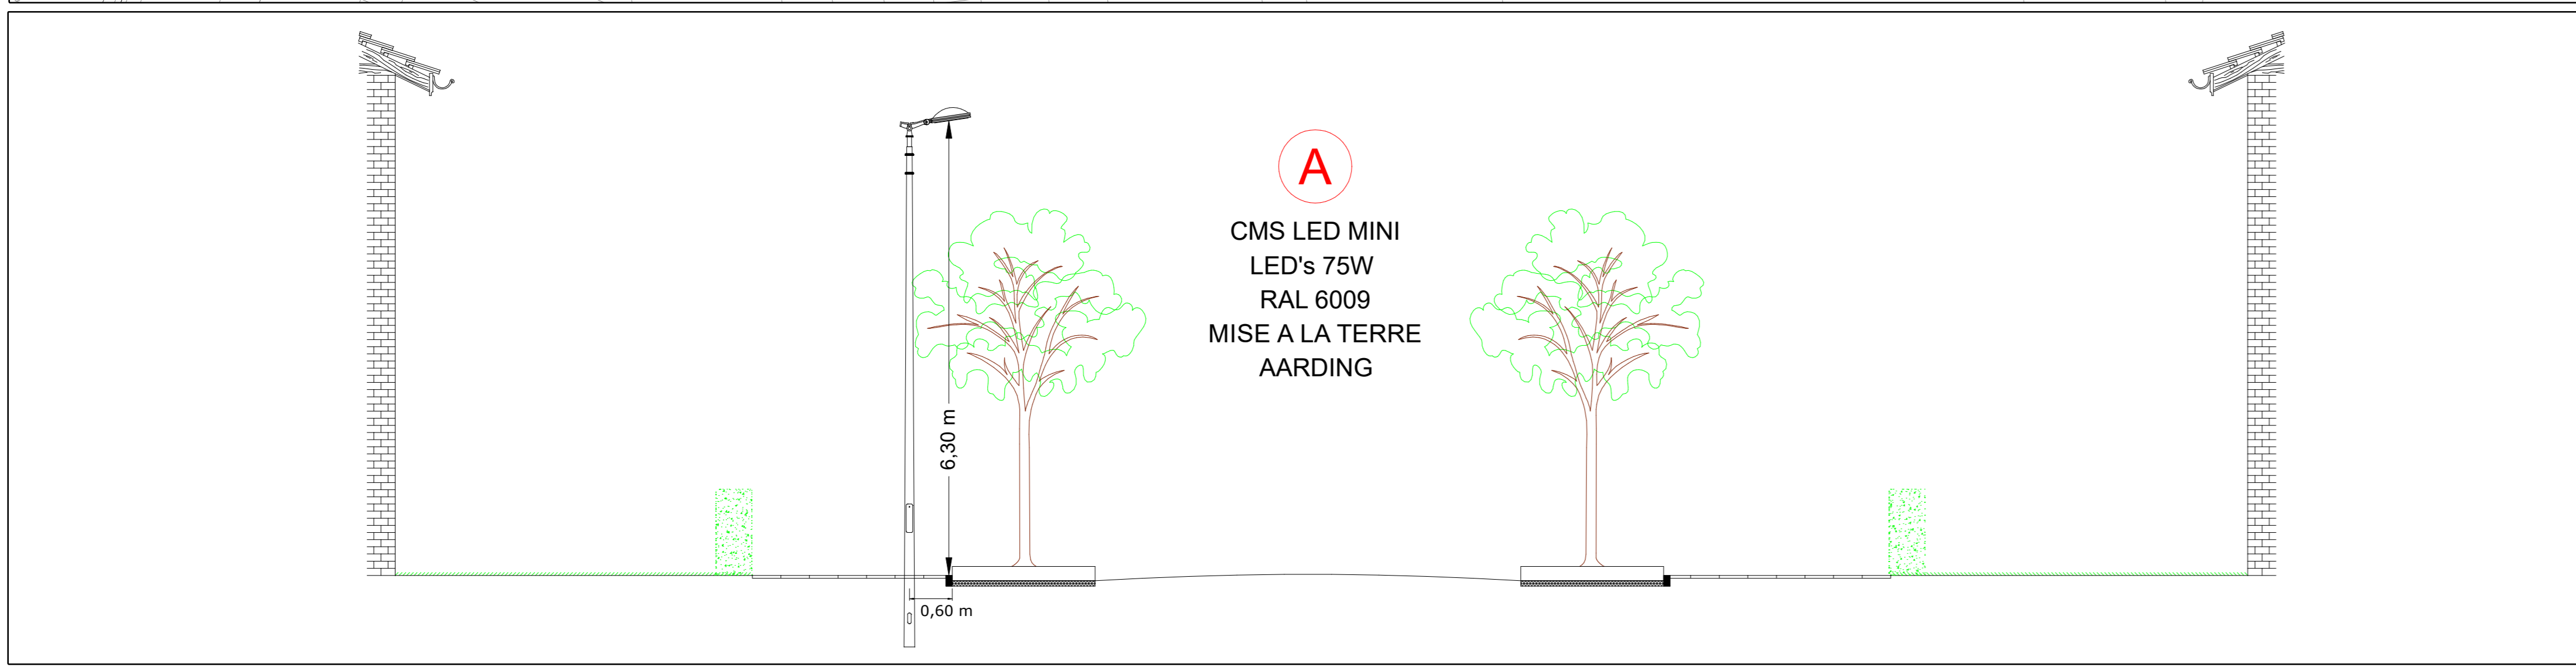 A
CMS LED MINI
LED's 75W
RAL 6009
MISE A LA TERRE
AARDING
6,30 m
0,60 m